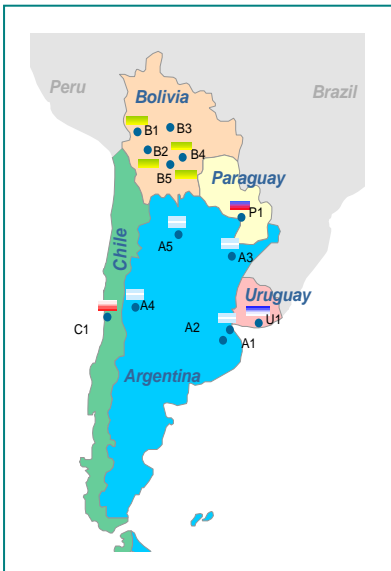 Peru
Bolivia
Brazil
B1
B3
B2
B4
B5
Paraguay
P1
Chile
A5
A3
Uruguay
A4
C1
A2
U1
A1
Argentina